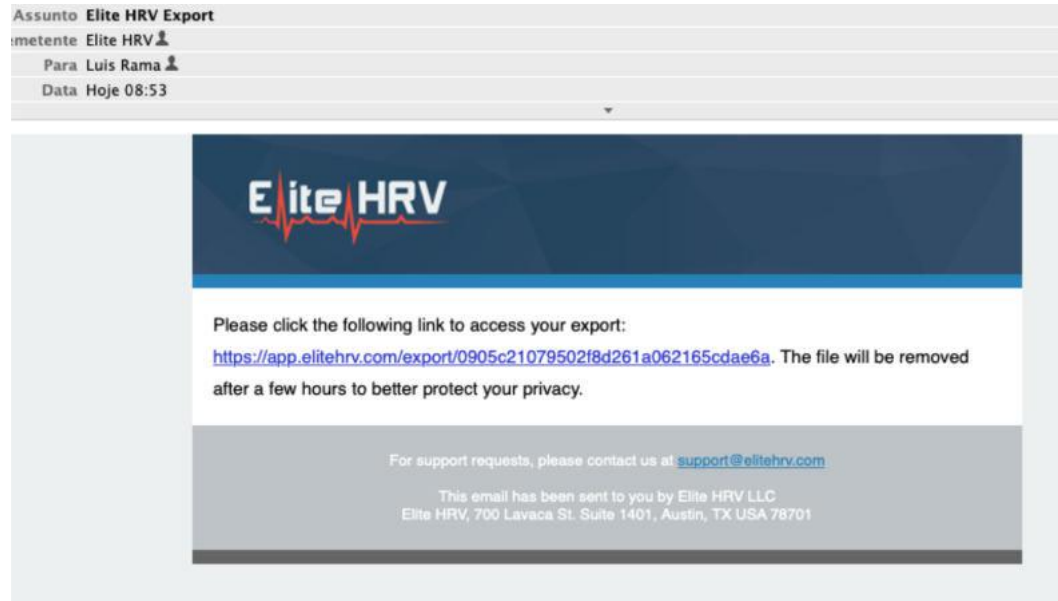 Assunto Elite HRV Export
emetente Elite HRV
Para Luis Rama
Data Hoje 08:53
Elite HRV
Please click the following link to access your export:
https://app.elitehrv.com/export/0905c21079502f8d261a062165cdae6a. The file will be removed
after a few hours to better protect your privacy.
For support requests, please contact us at support@elitehrv.com
This email has been sent to you by Elite HRV LLC
Elite HRV, 700 Lavaca St. Suite 1401, Austin, TX USA 78701